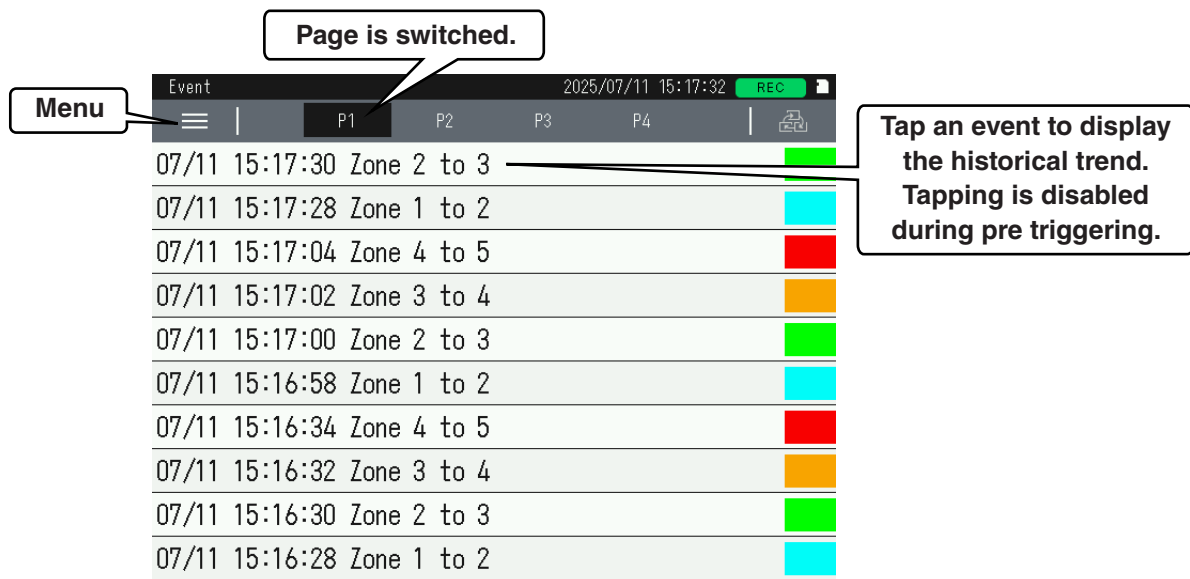 Page is switched.
Event 2025/07/11 15:17:32 REC
Menu
P1 P2 P3 P4
Tap an event to display
the historical trend.
Tapping is disabled
during pre triggering.
07/11 15:17:30 Zone 2 to 3
07/11 15:17:28 Zone 1 to 2
07/11 15:17:04 Zone 4 to 5
07/11 15:17:02 Zone 3 to 4
07/11 15:17:00 Zone 2 to 3
07/11 15:16:58 Zone 1 to 2
07/11 15:16:34 Zone 4 to 5
07/11 15:16:32 Zone 3 to 4
07/11 15:16:30 Zone 2 to 3
07/11 15:16:28 Zone 1 to 2